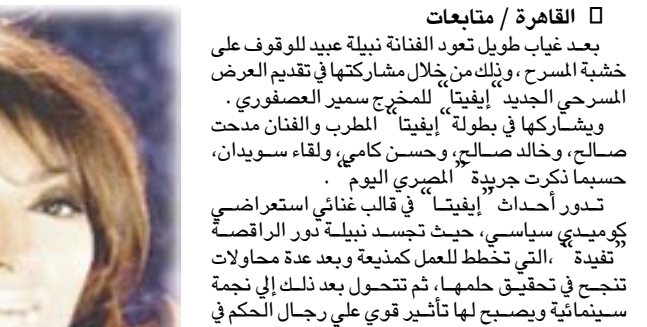 القاهرة / متابعات
بعد غياب طويل تعود الفنانة نبيلة عبيد للوقوف على
خشبة المسرح ، وذلك من خلال مشاركتها في تقديم العرض
المسرحي الجديد “إيفيتا” للمخرج سمير العصفوري .
ويشاركها في بطولة “إيفيتا” المطرب والفنان مدحت
صالح، وخالد صالح، وحسن كامي، ولقاء سويدان،
حسبما ذكرت جريدة “المصري اليوم” .
تدور أحداث “إيفيتا” في قالب غنائي استعراضي
كوميدي سياسي، حيث تجسد نبيلة دور الراقصة
“تفيدة” ،التي تخطط للعمل كمذيعة وبعد عدة محاولات
تنجح في تحقيق حلمها، ثم تتحول بعد ذلك إلي نجمة
سينمائية ويصبح لها تأثير قوي علي رجال الحكم في